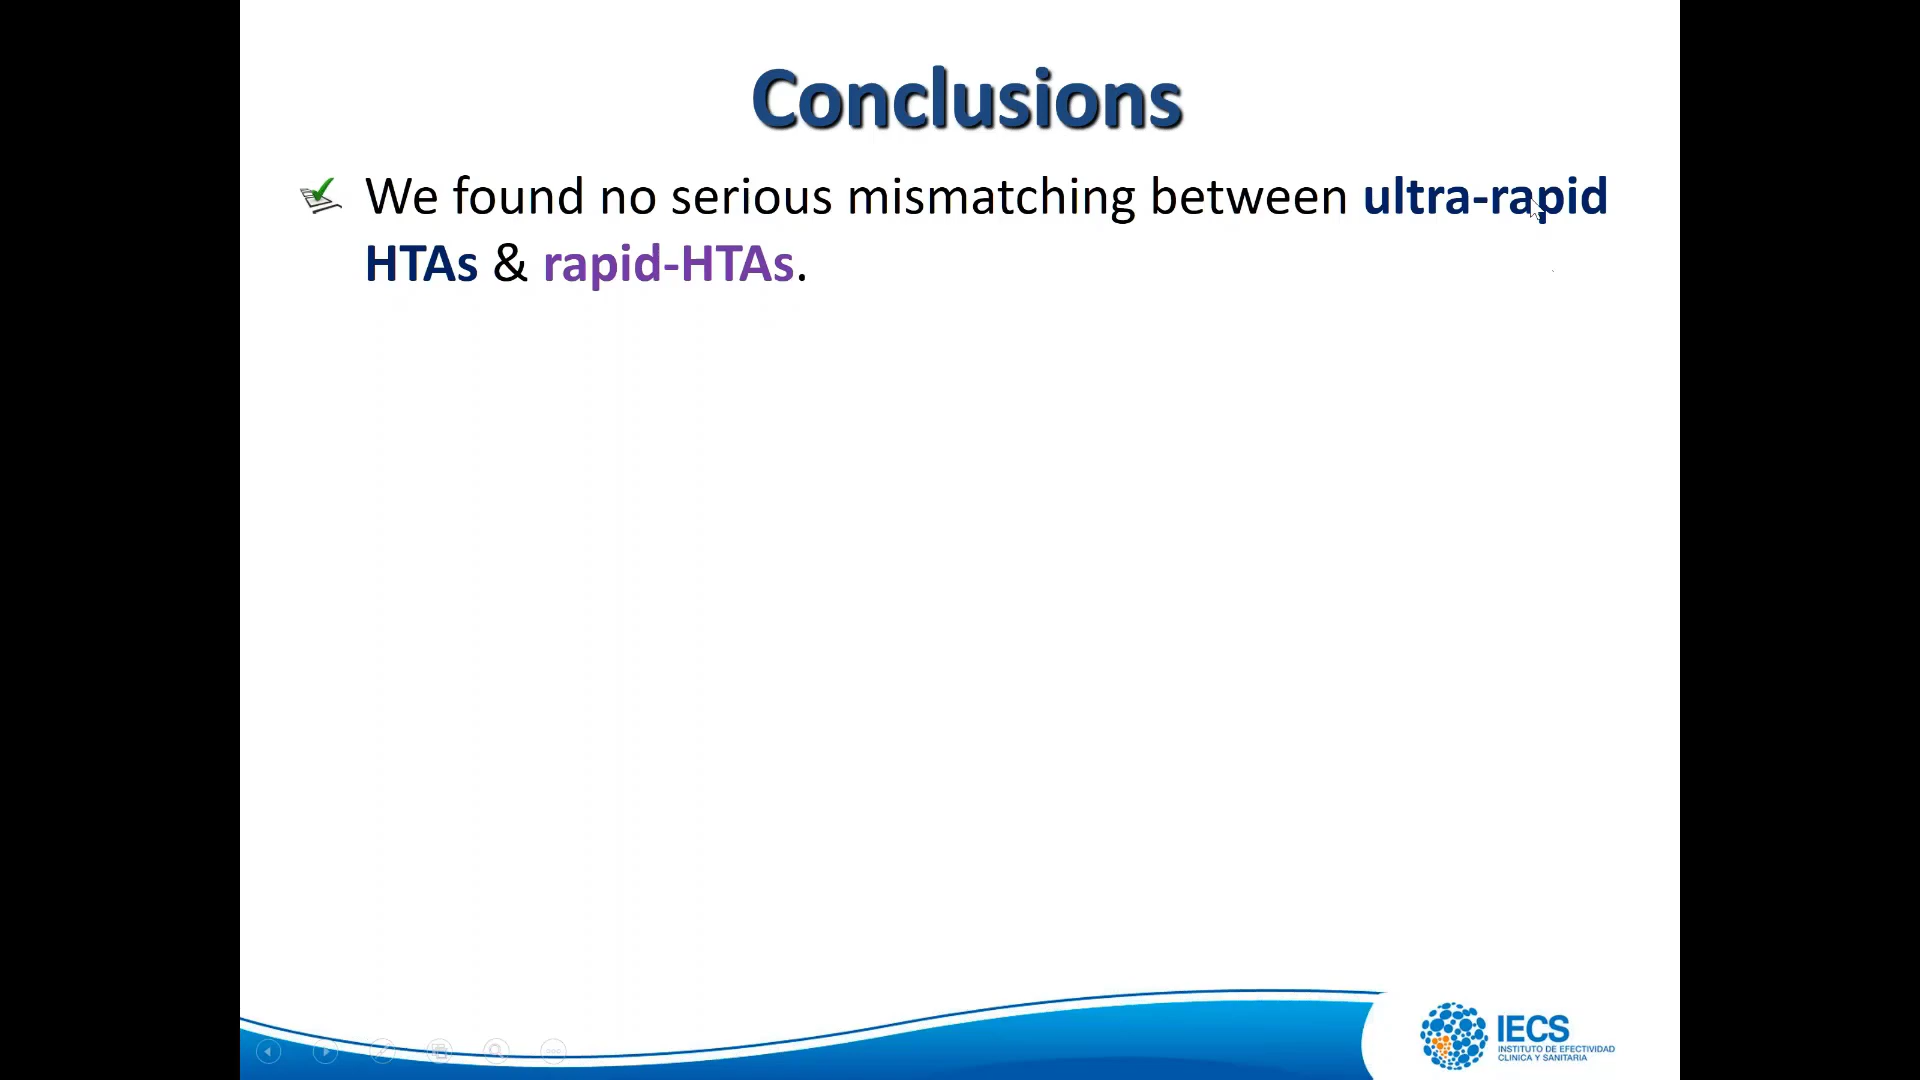 Conclusions
We found no serious mismatching between ultra-rapid
HTAs & rapid-HTAs.
IECS
INSTITUTO DE EFECTIVIDAD
CLINICA Y SANITARIA